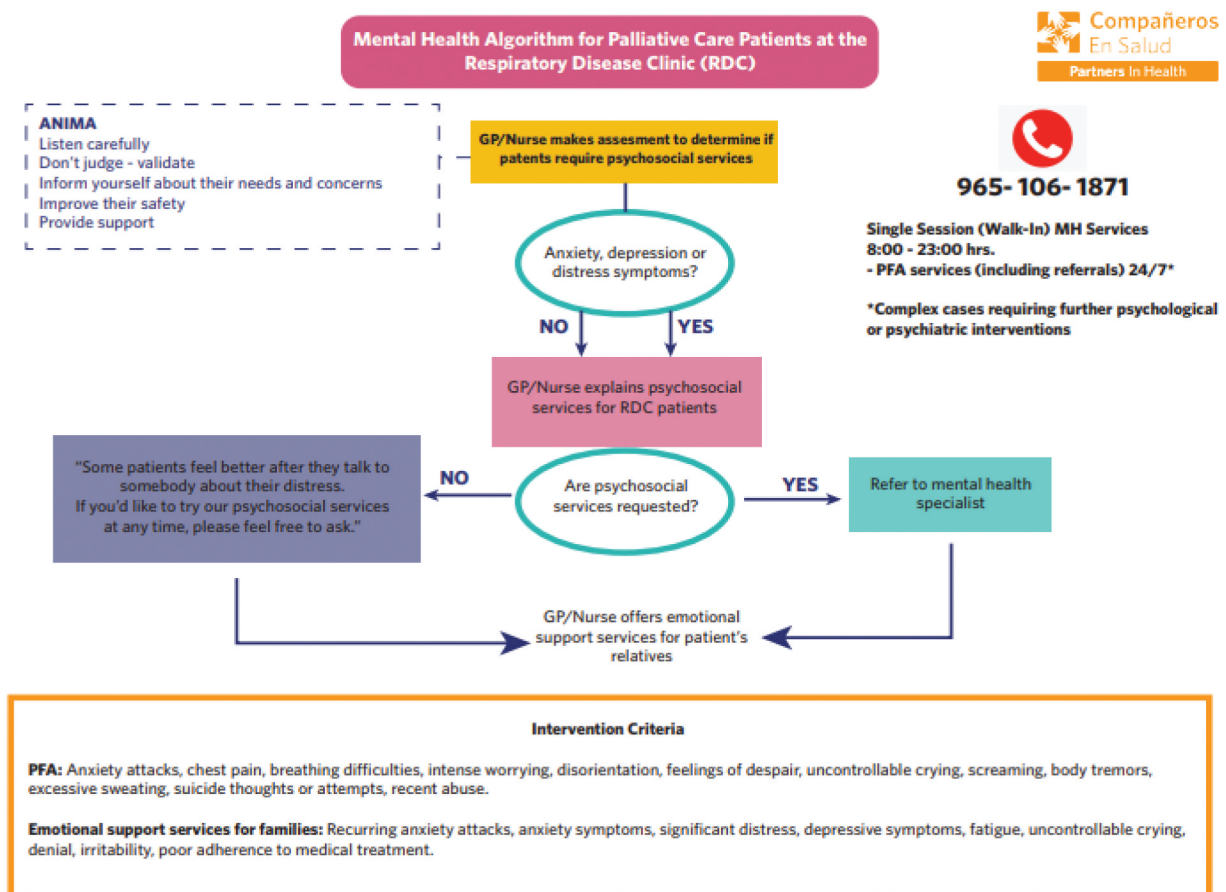 Mental Health Algorithm for Palliative Care Patients at the
Respiratory Disease Clinic (RDC)
Compañeros
En Salud
Partners In Health
ANIMA
Listen carefully
Don't judge - validate
Inform yourself about their needs and concerns
Improve their safety
Provide support
GP/Nurse makes assesment to determine if
patents require psychosocial services
965- 106- 1871
Single Session (Walk-In) MH Services
8:00 - 23:00 hrs.
- PFA services (including referrals) 24/7*
*Complex cases requiring further psychological
or psychiatric interventions
Anxiety, depression or
distress symptoms?
NO
YES
GP/Nurse explains psychosocial
services for RDC patients
"Some patients feel better after they talk to
somebody about their distress.
If you'd like to try our psychosocial services
at any time, please feel free to ask."
NO
Are psychosocial
services requested?
YES
Refer to mental health
specialist
GP/Nurse offers emotional
support services for patient's
relatives
Intervention Criteria
PFA: Anxiety attacks, chest pain, breathing difficulties, intense worrying, disorientation, feelings of despair, uncontrollable crying, screaming, body tremors,
excessive sweating, suicide thoughts or attempts, recent abuse.
Emotional support services for families: Recurring anxiety attacks, anxiety symptoms, significant distress, depressive symptoms, fatigue, uncontrollable crying,
denial, irritability, poor adherence to medical treatment.